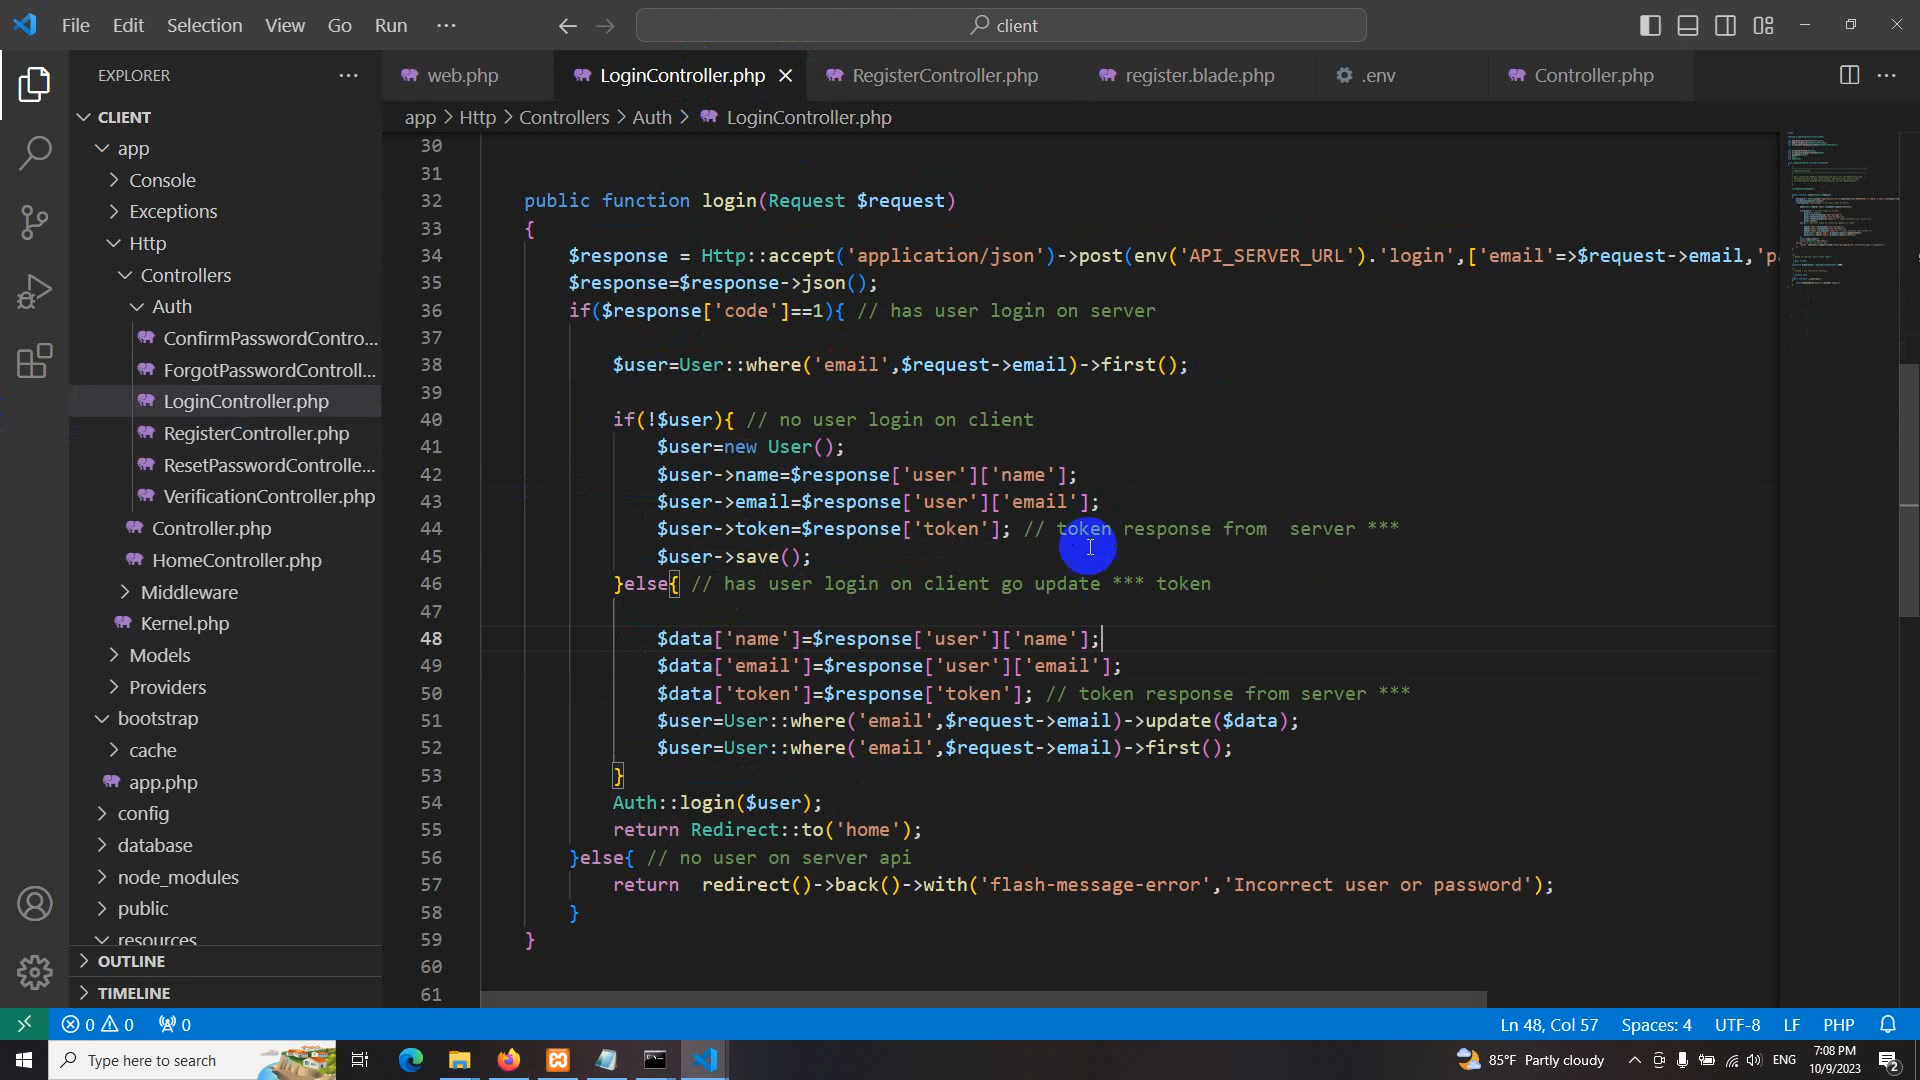 File Edit Selection View Go Run ···
client
EXPLORER
web.php
LoginController.php
RegisterController.php
register.blade.php
.env
Controller.php
app > Http > Controllers > Auth > LoginController.php
CLIENT
app
Console
Exceptions
Http
Controllers
Auth
ConfirmPasswordContro...
ForgotPasswordControll...
LoginController.php
RegisterController.php
ResetPasswordControlle...
VerificationController.php
Controller.php
HomeController.php
Middleware
Kernel.php
Models
Providers
bootstrap
cache
app.php
config
database
node_modules
public
resources
OUTLINE
TIMELINE
30
31
32 public function login(Request $request)
33 {
34 $response = Http::accept('application/json')->post(env('API_SERVER_URL').'login',['email'=>$request->email,'pa
35 $response=$response->json();
36 if($response['code']==1){ // has user login on server
37
38 $user=User::where('email',$request->email)->first();
39
40 if(!$user){ // no user login on client
41 $user=new User();
42 $user->name=$response['user']['name'];
43 $user->email=$response['user']['email'];
44 $user->token=$response['token']; // token response from  server ***
45 $user->save();
46 }else{ // has user login on client go update *** token
47
48 $data['name']=$response['user']['name'];
49 $data['email']=$response['user']['email'];
50 $data['token']=$response['token']; // token response from server ***
51 $user=User::where('email',$request->email)->update($data);
52 $user=User::where('email',$request->email)->first();
53 }
54 Auth::login($user);
55 return Redirect::to('home');
56 }else{ // no user on server api
57 return  redirect()->back()->with('flash-message-error','Incorrect user or password');
58 }
59 }
60
61
0 0 0
Ln 48, Col 57 Spaces: 4 UTF-8 LF PHP
Type here to search
85°F Partly cloudy
ENG
7:08 PM
10/9/2023
2